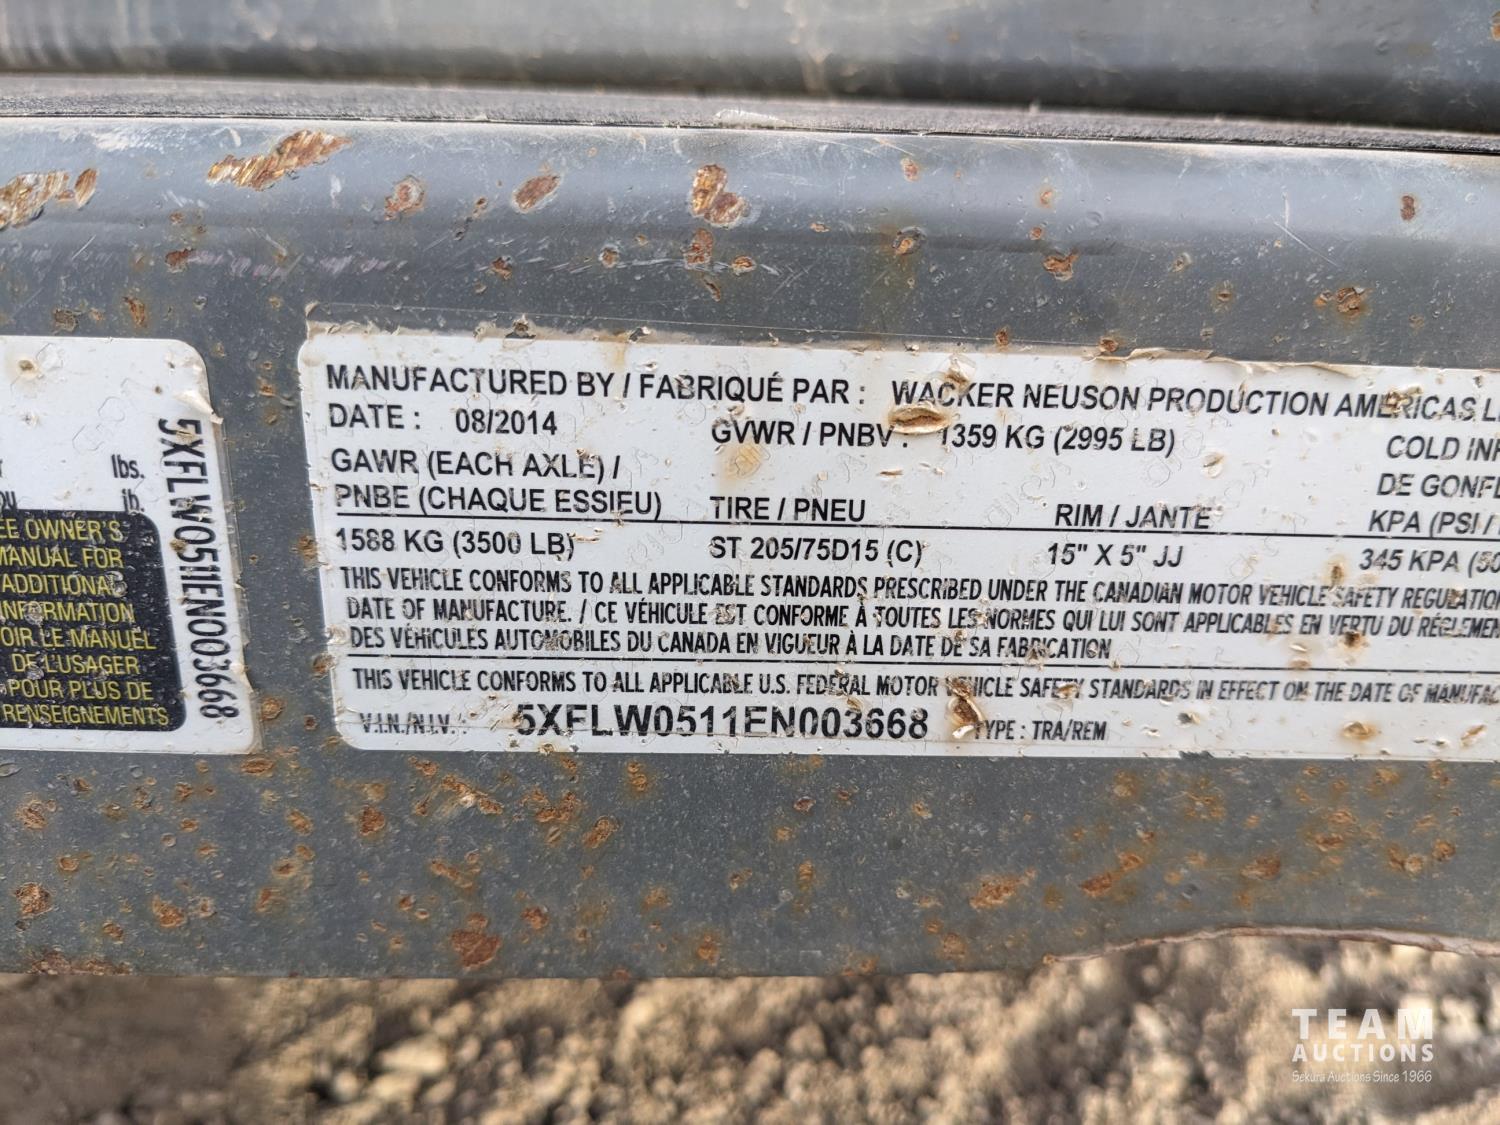 lbs.
lb.
OWNER'S
MANUAL FOR
ADDITIONAL
INFORMATION
LE MANUEL
DE L'USAGER
POUR PLUS DE
RENSEIGNEMENTS
5XFLW0511EN003668
MANUFACTURED BY / FABRIQUÉ PAR : WACKER NEUSON PRODUCTION AMERICAS
DATE : 08/2014 GVWR / PNBV : 1359 KG (2995 LB) COLD
GAWR (EACH AXLE) / DE
PNBE (CHAQUE ESSIEU) TIRE / PNEU RIM / JANTE KPA (PSI /
1588 KG (3500 LB) ST 205/75D15 (C) 15" X 5" JJ 345 KPA (50
THIS VEHICLE CONFORMS TO ALL APPLICABLE STANDARDS PRESCRIBED UNDER THE CANADIAN MOTOR VEHICLE SAFETY
DATE OF MANUFACTURE. / CE VÉHICULE EST CONFORME À TOUTES LES NORMES QUI LUI SONT APPLICABLES EN VERTU DU
DES VÉHICULES AUTOMOBILES DU CANADA EN VIGUEUR À LA DATE DE SA FABRICATION
THIS VEHICLE CONFORMS TO ALL APPLICABLE U.S. FEDERAL MOTOR VEHICLE SAFETY STANDARDS IN EFFECT ON THE DATE OF
V.I.N./N.I.V. : 5XFLW0511EN003668 TYPE : TRA/REM
TEAM
AUCTIONS
Sekura Auctions Since 1966